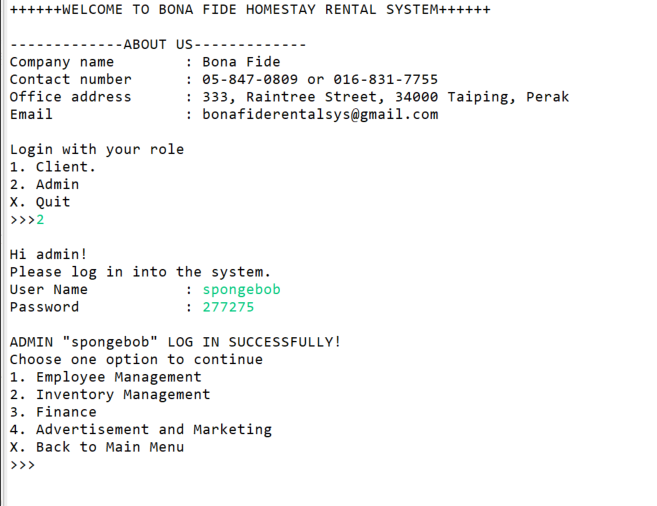 ++++++WELCOME TO BONA FIDE HOMESTAY RENTAL SYSTEM++++++
-------------ABOUT US-------------
Company name : Bona Fide
Contact number : 05-847-0809 or 016-831-7755
Office address : 333, Raintree Street, 34000 Taiping, Perak
Email : bonafiderentalsys@gmail.com
Login with your role
1. Client.
2. Admin
X. Quit
>>>2
Hi admin!
Please log in into the system.
User Name : spongebob
Password : 277275
ADMIN "spongebob" LOG IN SUCCESSFULLY!
Choose one option to continue
1. Employee Management
2. Inventory Management
3. Finance
4. Advertisement and Marketing
X. Back to Main Menu
>>>